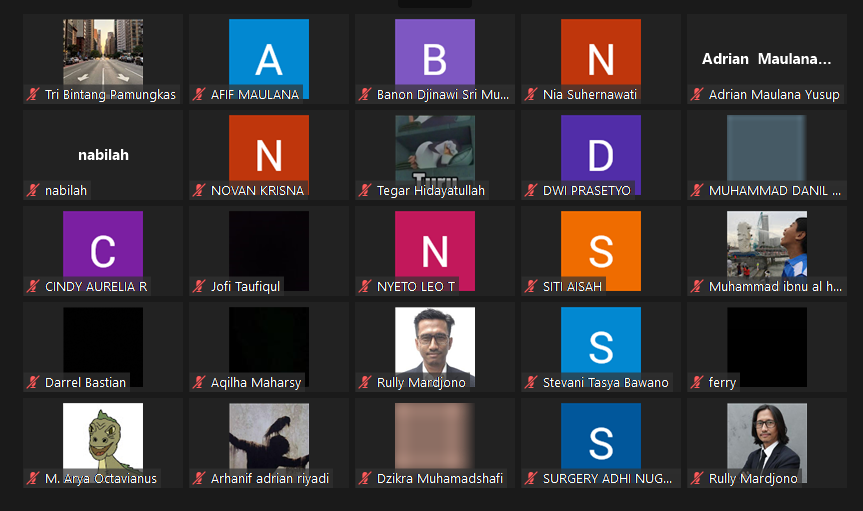 A
B
N
Adrian Maulana...
Tri Bintang Pamungkas
AFIF MAULANA
Banon Djinawi Sri Mu...
Nia Suhernawati
Adrian Maulana Yusup
nabilah
N
Turu
D
nabilah
NOVAN KRISNA
Tegar Hidayatullah
DWI PRASETYO
MUHAMMAD DANIL ...
C
N
S
CINDY AURELIA R
Jofi Taufiqul
NYETO LEO T
SITI AISAH
Muhammad ibnu al h...
S
Darrel Bastian
Aqilha Maharsy
Rully Mardjono
Stevani Tasya Bawano
ferry
S
M. Arya Octavianus
Arhanif adrian riyadi
Dzikra Muhamadshafi
SURGERY ADHI NUG...
Rully Mardjono